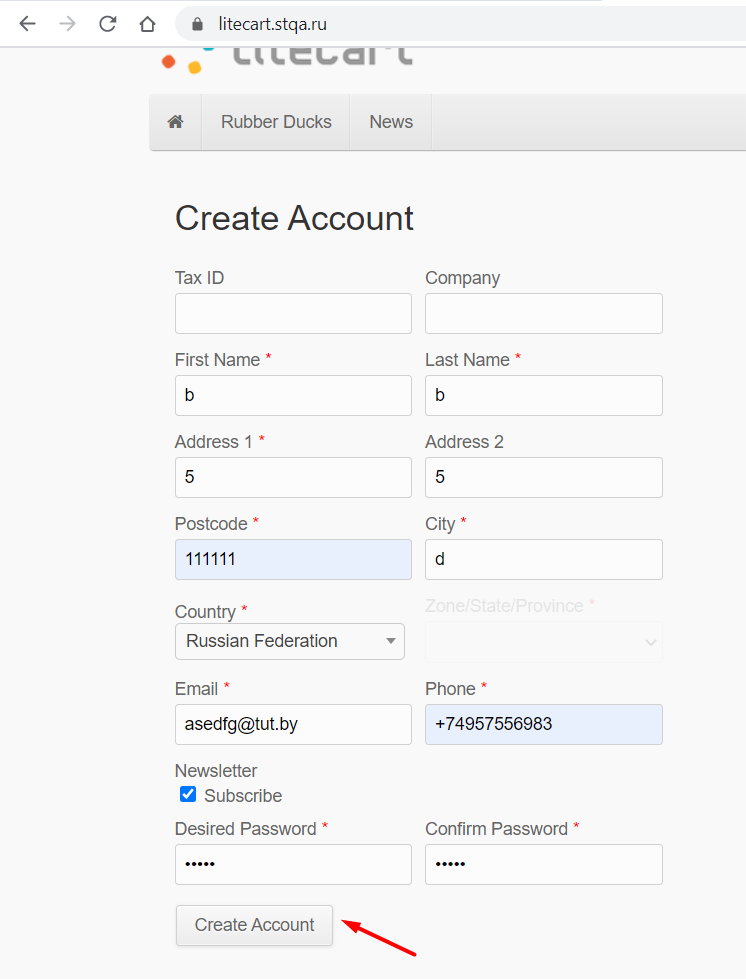 litecart.stqa.ru
litecart
Rubber Ducks News
Create Account
Tax ID Company
First Name * Last Name *
b b
Address 1 * Address 2
5 5
Postcode * City *
111111 d
Country * Zone/State/Province *
Russian Federation
Email * Phone *
asedfg@tut.by +74957556983
Newsletter
Subscribe
Desired Password * Confirm Password *
••••• •••••
Create Account